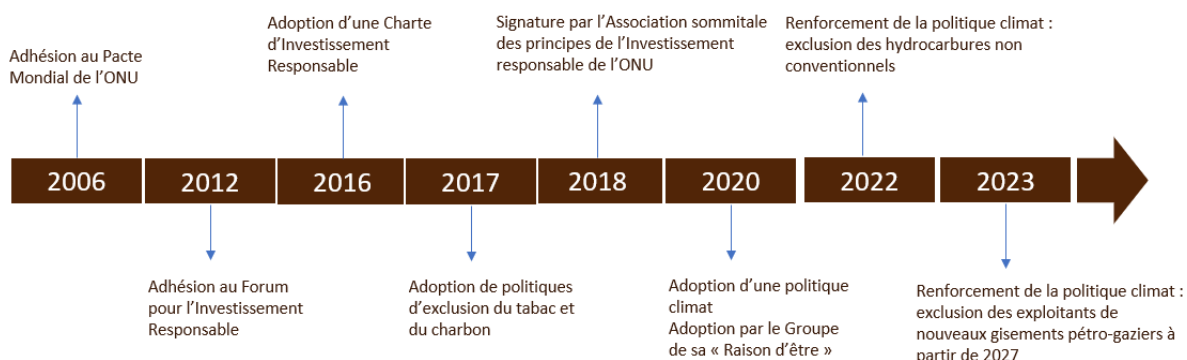 Adhésion au Pacte
Mondial de l’ONU
Adoption d’une Charte
d’Investissement
Responsable
Signature par l’Association sommitale
des principes de l’Investissement
responsable de l’ONU
Renforcement de la politique climat :
exclusion des hydrocarbures non
conventionnels
2006
2012
2016
2017
2018
2020
2022
2023
Adhésion au Forum
pour l’Investissement
Responsable
Adoption de politiques
d’exclusion du tabac et
du charbon
Adoption d’une politique
climat
Adoption par le Groupe
de sa « Raison d’être »
Renforcement de la politique climat :
exclusion des exploitants de
nouveaux gisements pétro-gaziers à
partir de 2027